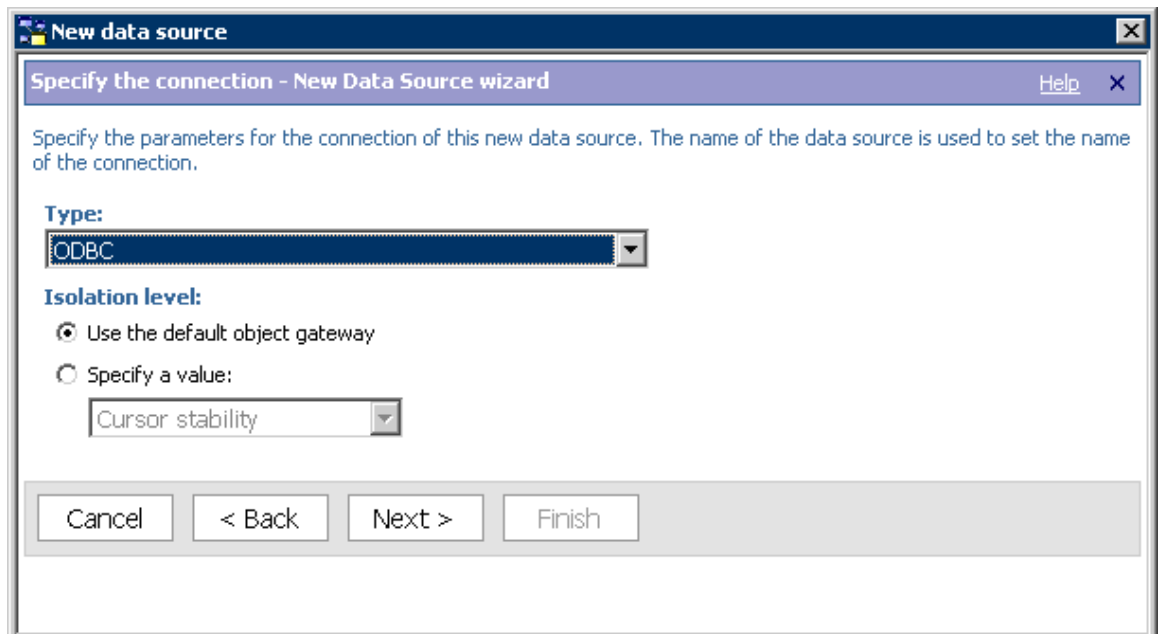 New data source
Specify the connection - New Data Source wizard Help
Specify the parameters for the connection of this new data source. The name of the data source is used to set the name
of the connection.
Type:
ODBC
Isolation level:
Use the default object gateway
Specify a value:
Cursor stability
Cancel < Back Next > Finish